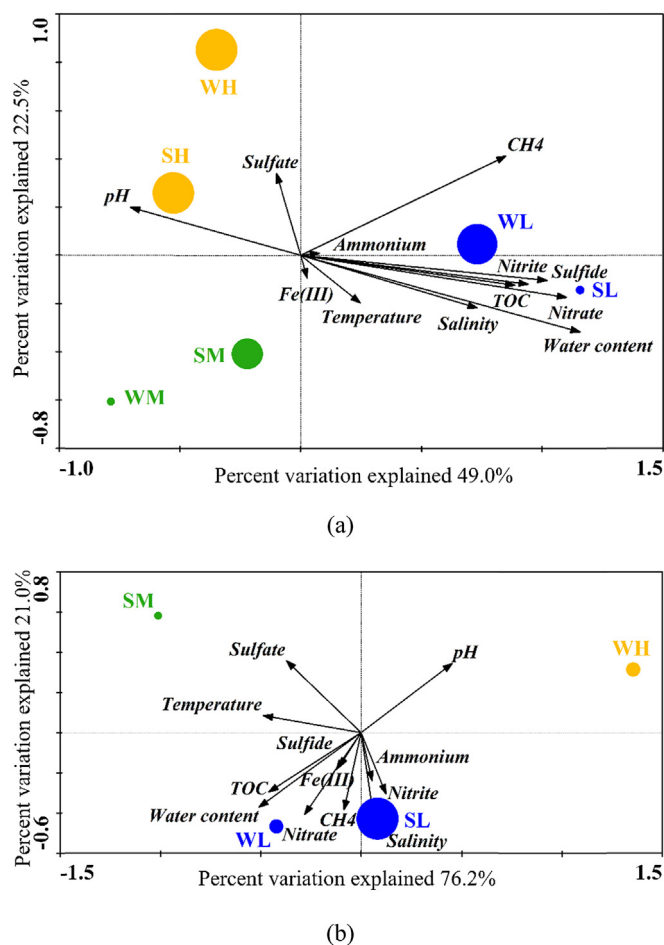 1.0
WH
SH
Sulfate
CH4
pH
WL
Ammonium
Nitrite
Sulfide
Fe(III)
TOC
SL
Temperature
Salinity
Nitrate
Water content
SM
WM
Percent variation explained 22.5%
-0.8
-1.0
Percent variation explained 49.0%
1.5
(a)
0.8
SM
WH
Sulfate
pH
Temperature
Sulfide
Ammonium
Fe(III)
TOC
Nitrite
Water content
CH4
SL
WL
Nitrate
Salinity
Percent variation explained 21.0%
-0.6
-1.5
Percent variation explained 76.2%
1.5
(b)